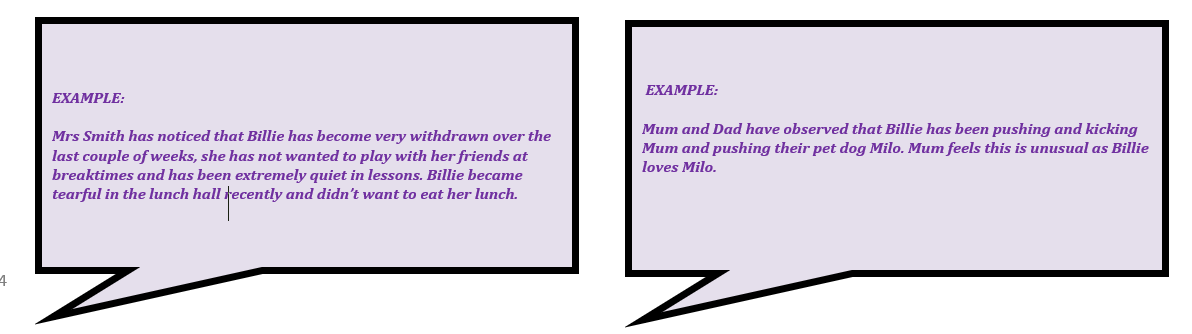 EXAMPLE:
Mrs Smith has noticed that Billie has become very withdrawn over the
last couple of weeks, she has not wanted to play with her friends at
breaktimes and has been extremely quiet in lessons. Billie became
tearful in the lunch hall recently and didn’t want to eat her lunch.
EXAMPLE:
Mum and Dad have observed that Billie has been pushing and kicking
Mum and pushing their pet dog Milo. Mum feels this is unusual as Billie
loves Milo.
4